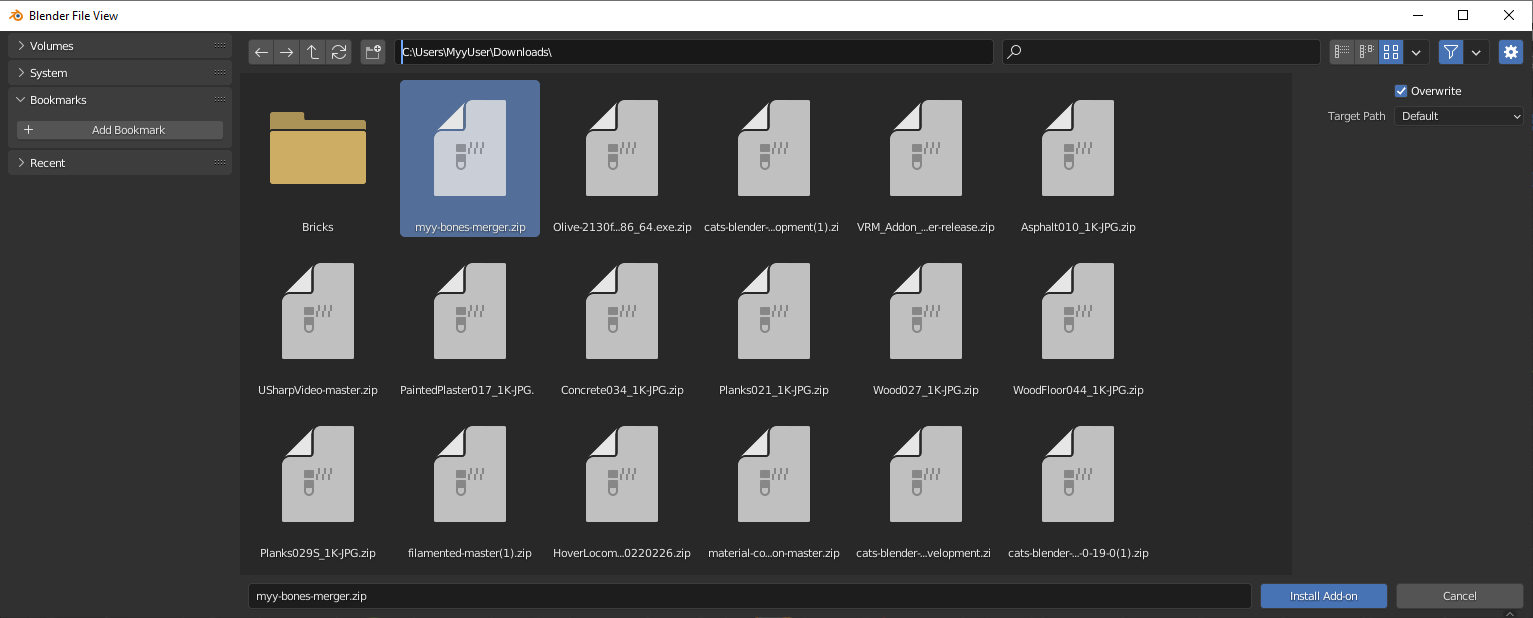 Blender File View
Volumes
System
Bookmarks
Add Bookmark
Recent
C:\Users\MyyUser\Downloads\
Overwrite
Target Path Default
Bricks
myy-bones-merger.zip
Olive-2130f...86_64.exe.zip
cats-blender-...opment(1).zi
VRM_Addon_...er-release.zip
Asphalt010_1K-JPG.zip
USharpVideo-master.zip
PaintedPlaster017_1K-JPG.
Concrete034_1K-JPG.zip
Planks021_1K-JPG.zip
Wood027_1K-JPG.zip
WoodFloor044_1K-JPG.zip
Planks029S_1K-JPG.zip
filamented-master(1).zip
HoverLocom...0220226.zip
material-co...on-master.zip
cats-blender-...velopment.zi
cats-blender-...-0-19-0(1).zip
myy-bones-merger.zip
Install Add-on
Cancel